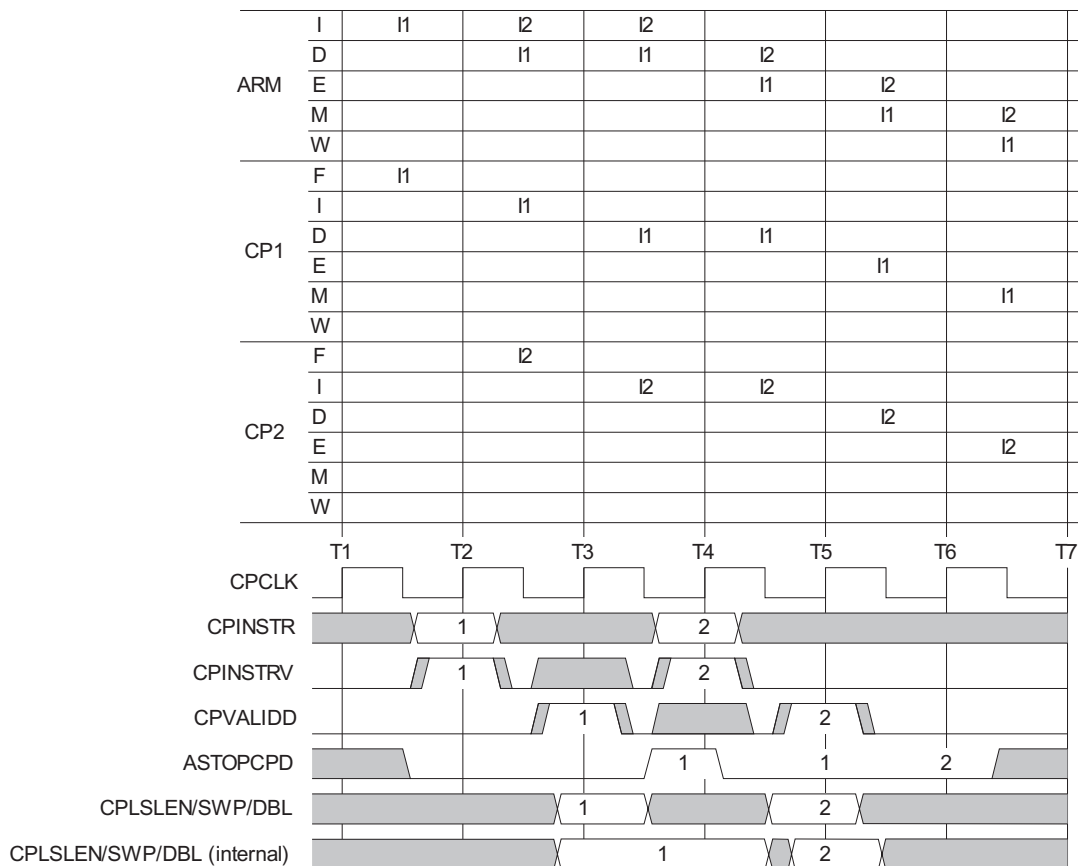 I I1 I2 I2
D I1 I1 I2
ARM E I1 I2
M I1 I2
W I1
F I1
I I1
D I1 I1
CP1 E I1
M I1
W
F I2
I I2 I2
D I2
CP2 E I2
M
W
T1 T2 T3 T4 T5 T6 T7
CPCLK
CPINSTR 1 2
CPINSTRV 1 2
CPVALIDD 1 2
ASTOPCPD 1 1 2
CPLSLEN/SWP/DBL 1 2
CPLSLEN/SWP/DBL (internal) 1 2